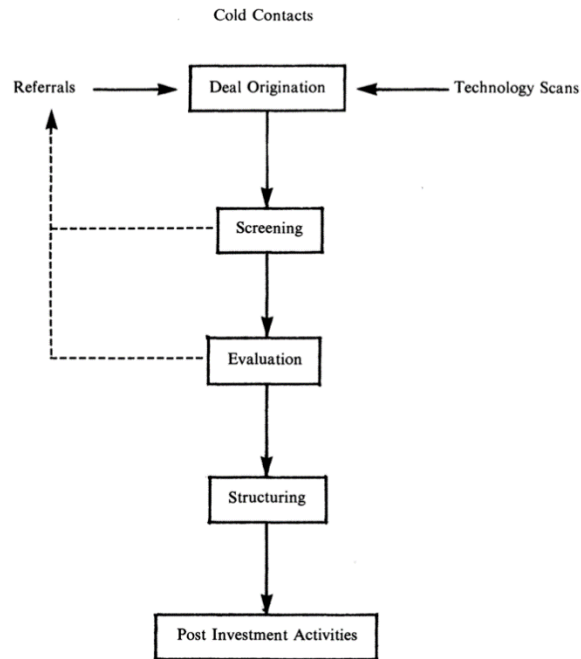 Cold Contacts
Referrals
Deal Origination
Technology Scans
Screening
Evaluation
Structuring
Post Investment Activities